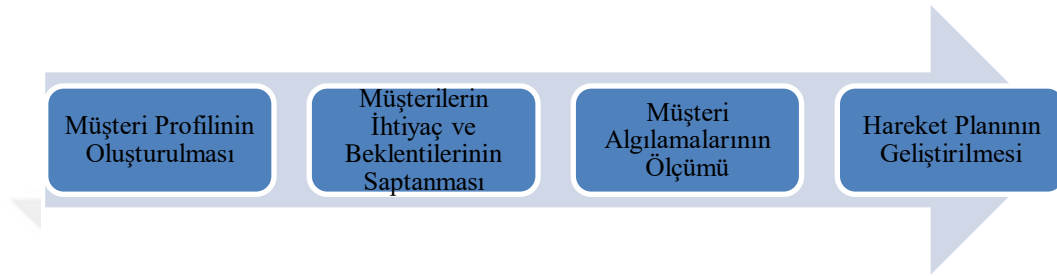 Müşteri Profilinin
Oluşturulması
Müşterilerin
İhtiyaç ve
Beklentilerinin
Saptanması
Müşteri
Algılamalarının
Ölçümü
Hareket Planının
Geliştirilmesi